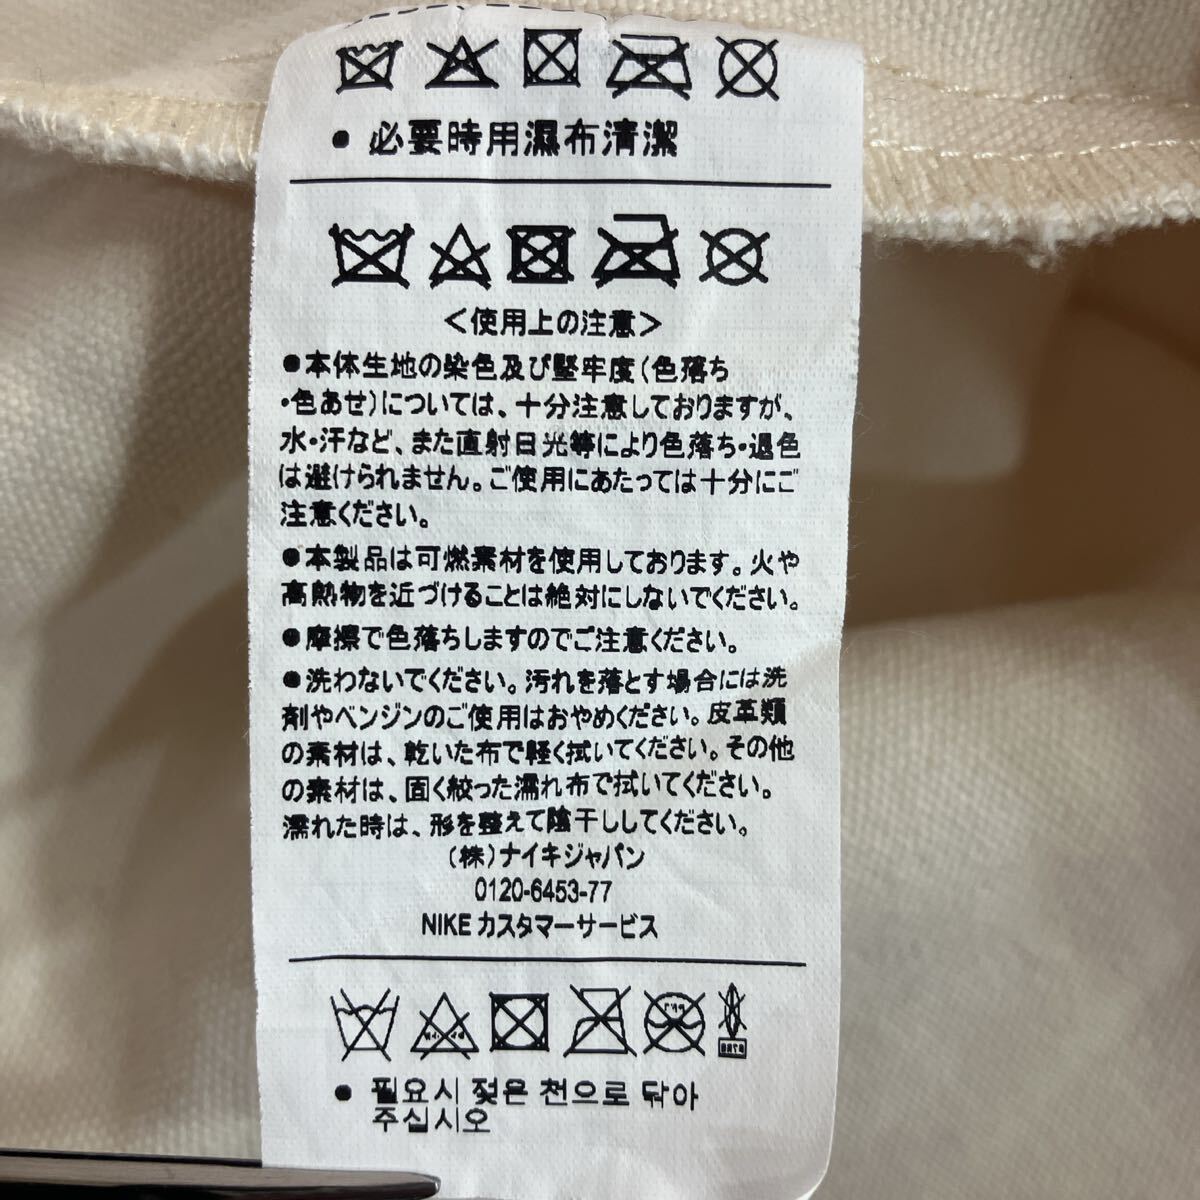 ● 必要時用濕布清潔
<使用上の注意>
●本体生地の染色及び堅牢度(色落ち
・色あせ)については、十分注意しておりますが、
水・汗など、また直射日光等により色落ち・退色
は避けられません。ご使用にあたっては十分にご
注意ください。
●本製品は可燃素材を使用しております。火や
高熱物を近づけることは絶対にしないでください。
●摩擦で色落ちしますのでご注意ください。
●洗わないでください。汚れを落とす場合には洗
剤やベンジンのご使用はおやめください。皮革類
の素材は、乾いた布で軽く拭いてください。その他
の素材は、固く絞った濡れ布で拭いてください。
濡れた時は、形を整えて陰干ししてください。
(株)ナイキジャパン
0120-6453-77
NIKE カスタマーサービス
● 필요시 젖은 천으로 닦아
주십시오